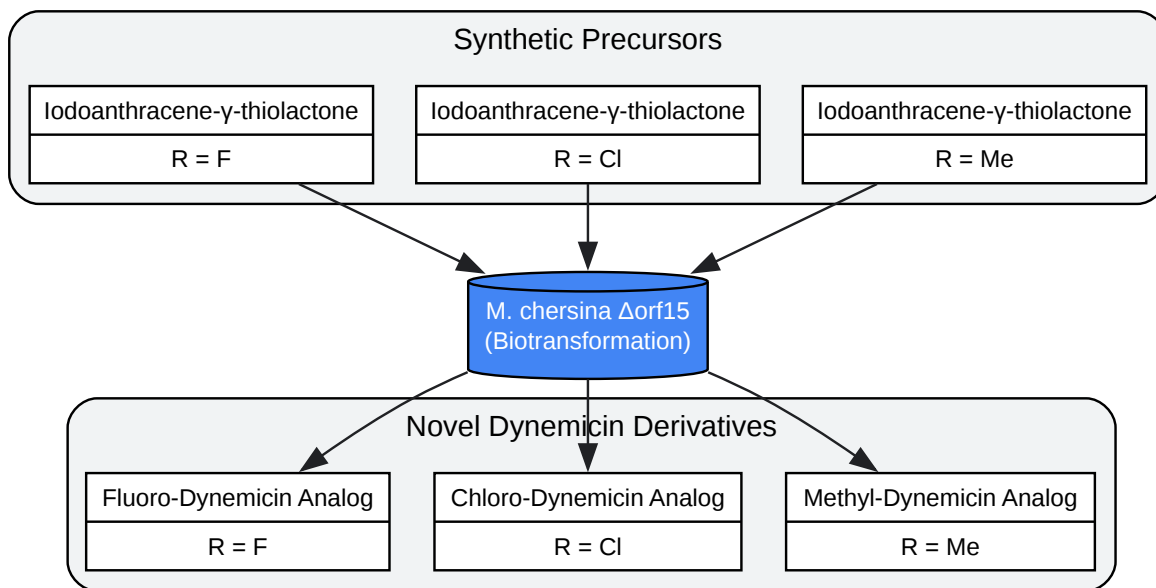 Synthetic Precursors
Iodoanthracene-γ-thiolactone
R = F
Iodoanthracene-γ-thiolactone
R = Cl
Iodoanthracene-γ-thiolactone
R = Me
M. chersina Δorf15
(Biotransformation)
Novel Dynemicin Derivatives
Fluoro-Dynemicin Analog
R = F
Chloro-Dynemicin Analog
R = Cl
Methyl-Dynemicin Analog
R = Me